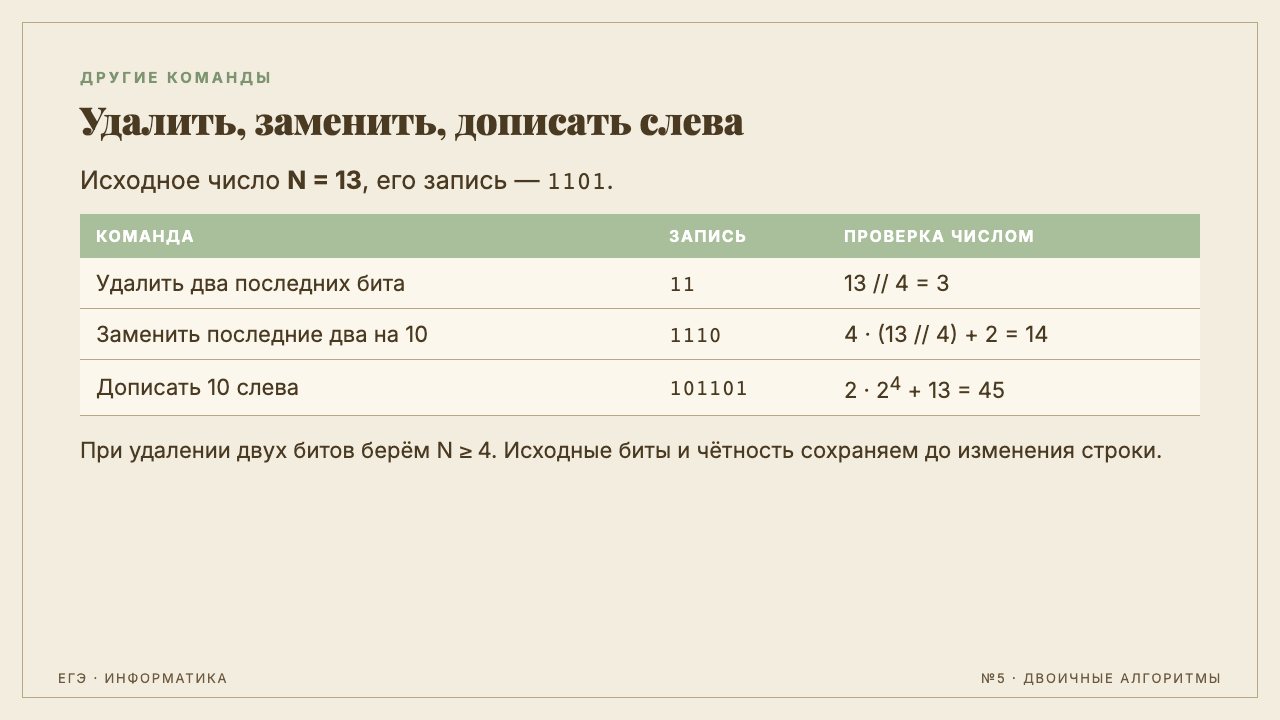 ДРУГИЕ КОМАНДЫ
Удалить, заменить, дописать слева
Исходное число N = 13, его запись — 1101.
КОМАНДА ЗАПИСЬ ПРОВЕРКА ЧИСЛОМ
Удалить два последних бита 11 13 // 4 = 3
Заменить последние два на 10 1110 4 · (13 // 4) + 2 = 14
Дописать 10 слева 101101 2 · 2⁴ + 13 = 45
При удалении двух битов берём N ≥ 4. Исходные биты и чётность сохраняем до изменения строки.
ЕГЭ · ИНФОРМАТИКА №5 · ДВОИЧНЫЕ АЛГОРИТМЫ